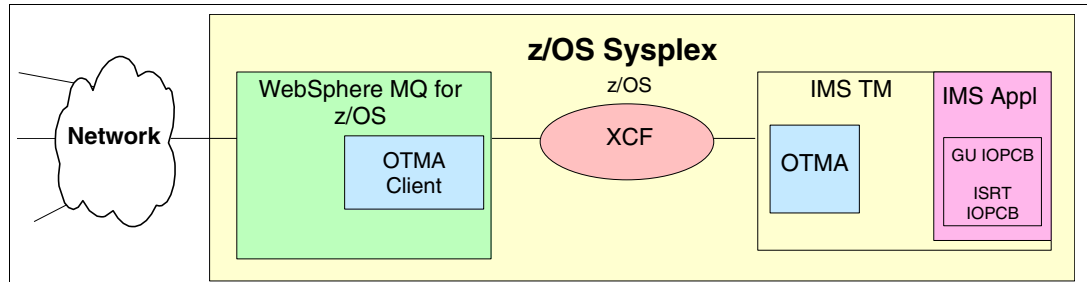 z/OS Sysplex
Network
WebSphere MQ for
z/OS
OTMA
Client
z/OS
XCF
IMS TM
OTMA
IMS Appl
GU IOPCB
ISRT
IOPCB